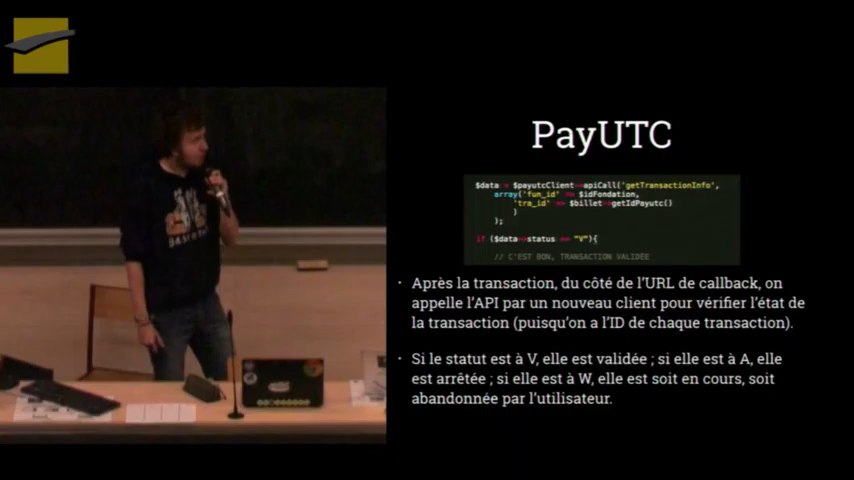 PayUTC
$data = $payutcClient->apiCall('getTransactionInfo',
array('fun_id' => $idFondation,
'tra_id' => $billet->getIdPayutc()
)
);
if ($data->status == "V"){
// C'EST BON, TRANSACTION VALIDÉE
· Après la transaction, du côté de l'URL de callback, on
appelle l'API par un nouveau client pour vérifier l'état de
la transaction (puisqu'on a l'ID de chaque transaction).
· Si le statut est à V, elle est validée ; si elle est à A, elle
est arrêtée ; si elle est à W, elle est soit en cours, soit
abandonnée par l'utilisateur.